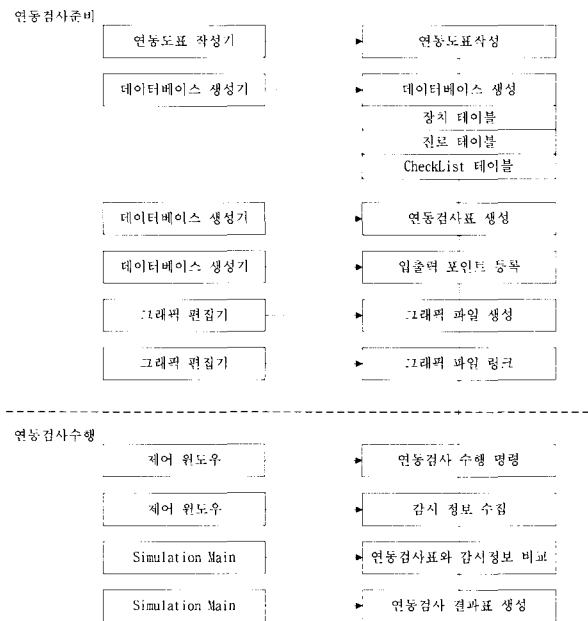 연동검사준비
연동도표 작성기
연동도표작성
데이터베이스 생성기
데이터베이스 생성
장치 테이블
진로 테이블
CheckList 테이블
데이터베이스 생성기
연동검사표 생성
데이터베이스 생성기
입출력 포인트 등록
그래픽 편집기
그래픽 파일 생성
그래픽 편집기
그래픽 파일 링크
연동검사수행
제어 윈도우
연동검사 수행 명령
제어 윈도우
감시 정보 수집
Simulation Main
연동검사표와 감시정보 비교
Simulation Main
연동검사 결과표 생성